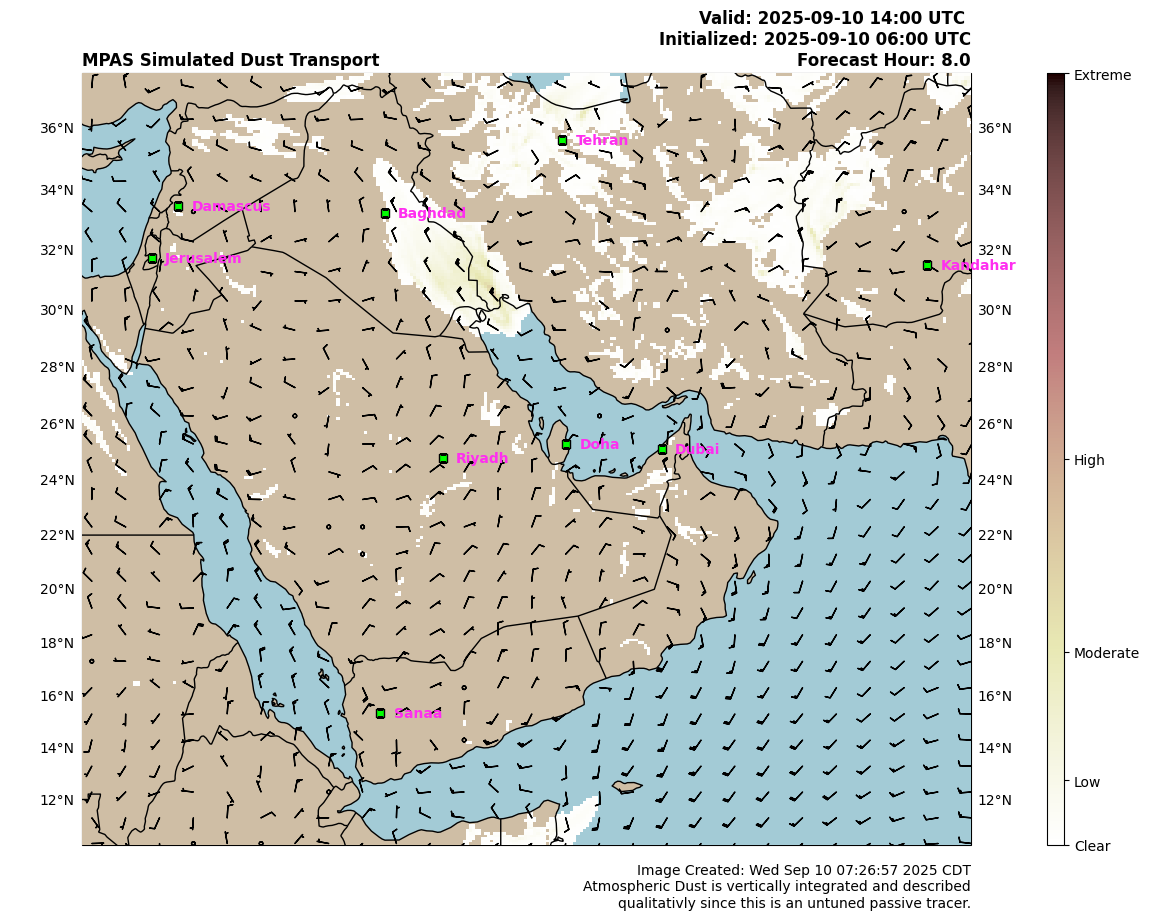 Valid: 2025-09-10 14:00 UTC
Initialized: 2025-09-10 06:00 UTC
MPAS Simulated Dust Transport
Forecast Hour: 8.0
Extreme
36°N
36°N
Tehran
34°N
34°N
Damascus
Baghdad
32°N
32°N
Jerusalem
Kandahar
30°N
30°N
28°N
28°N
26°N
26°N
Doha
Dubai
Riyadh
High
24°N
24°N
22°N
22°N
20°N
20°N
18°N
18°N
Moderate
16°N
16°N
Sanaa
14°N
14°N
Low
12°N
12°N
Clear
Image Created: Wed Sep 10 07:26:57 2025 CDT
Atmospheric Dust is vertically integrated and described
qualitativly since this is an untuned passive tracer.